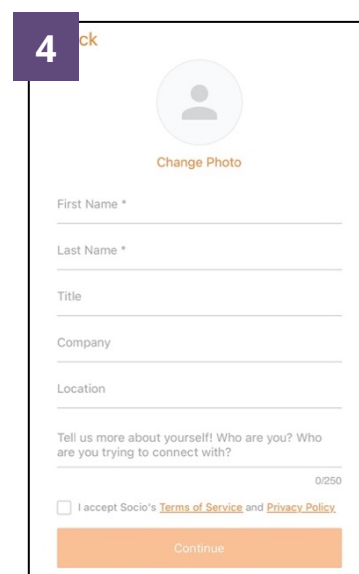 4
ck
Change Photo
First Name *
Last Name *
Title
Company
Location
Tell us more about yourself! Who are you? Who
are you trying to connect with?
0/250
I accept Socio's Terms of Service and Privacy Policy
Continue